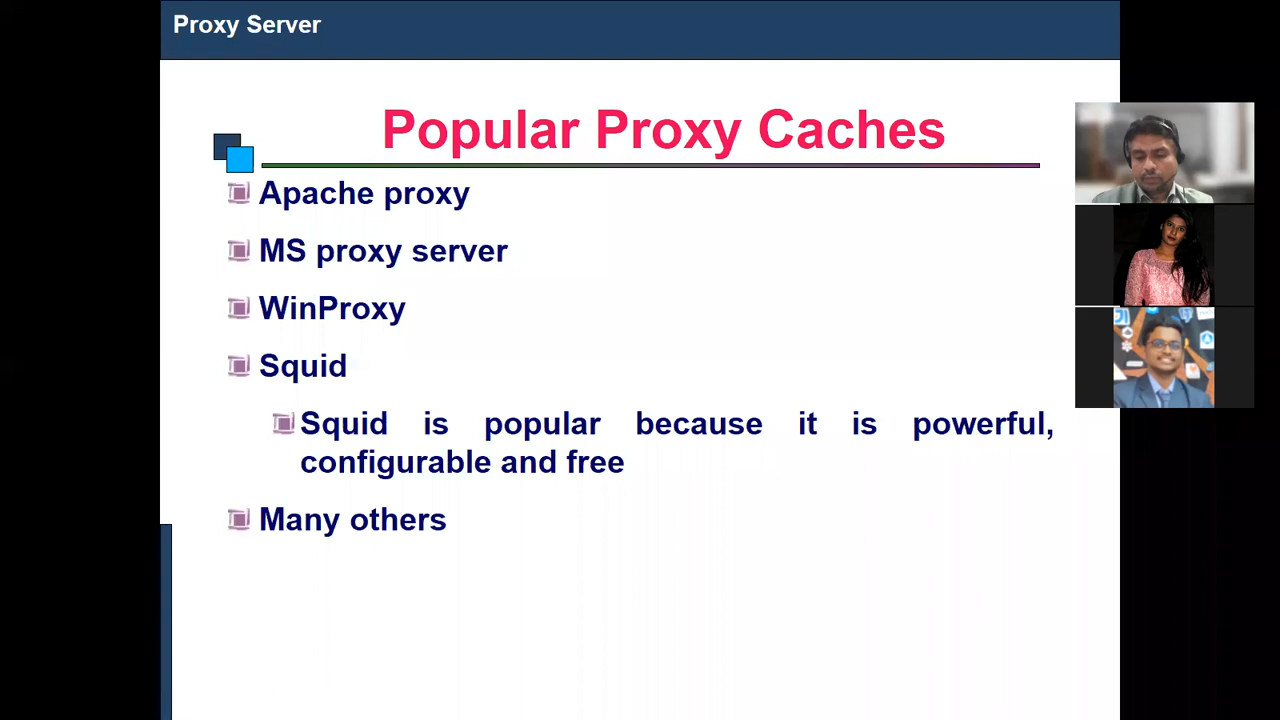 Proxy Server
Popular Proxy Caches
Apache proxy
MS proxy server
WinProxy
Squid
Squid is popular because it is powerful,
configurable and free
Many others